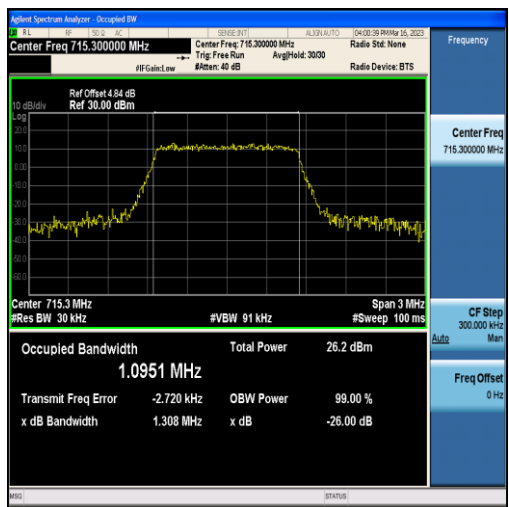 Agilent Spectrum Analyzer - Occupied BW
RL RF 50 Ω AC SENSE:INT ALIGN AUTO 04:00:39 PM Mar 16, 2023
Center Freq 715.300000 MHz
Center Freq: 715.300000 MHz
Radio Std: None
Trig: Free Run Avg|Hold: 30/30
#IFGain:Low
#Atten: 40 dB
Radio Device: BTS
Frequency
Ref Offset 4.84 dB
10 dB/div Ref 30.00 dBm
Log
20.0
10.0
0.00
-10.0
-20.0
-30.0
-40.0
-50.0
-60.0
Center Freq
715.300000 MHz
Center 715.3 MHz Span 3 MHz
#Res BW 30 kHz #VBW 91 kHz #Sweep 100 ms
CF Step
300.000 kHz
Auto Man
Occupied Bandwidth Total Power 26.2 dBm
1.0951 MHz
Transmit Freq Error -2.720 kHz OBW Power 99.00 %
x dB Bandwidth 1.308 MHz x dB -26.00 dB
Freq Offset
0 Hz
MSG STATUS